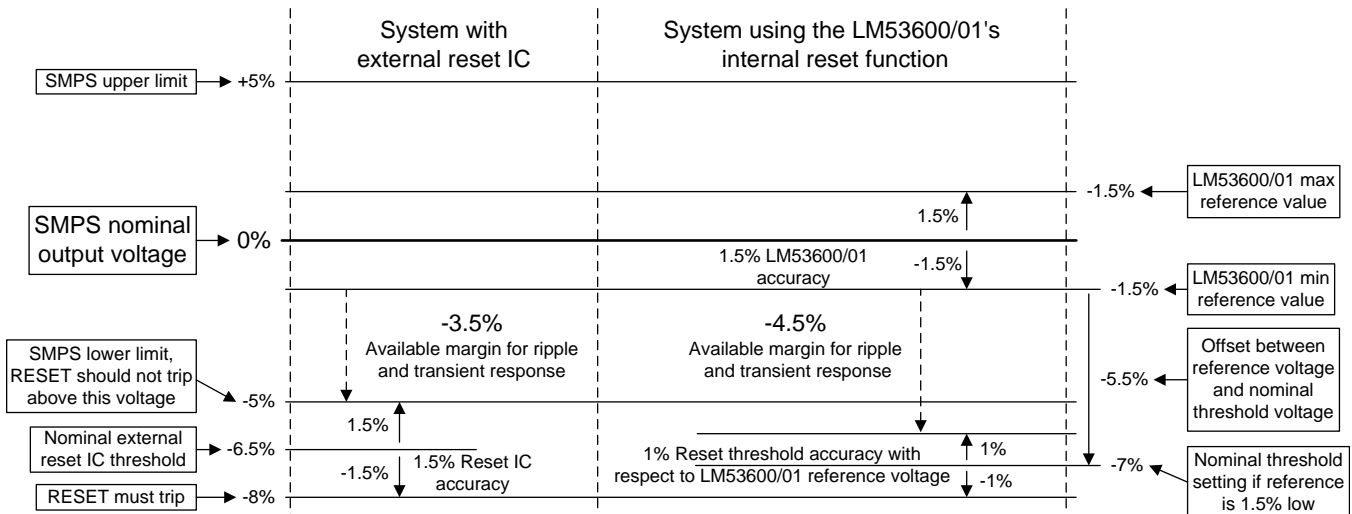 System with
external reset IC
System using the LM53600/01's
internal reset function
SMPS upper limit
+5%
-1.5%
LM53600/01 max
reference value
1.5%
SMPS nominal
output voltage
0%
1.5% LM53600/01
accuracy
-1.5%
-1.5%
LM53600/01 min
reference value
-3.5%
Available margin for ripple
and transient response
-4.5%
Available margin for ripple
and transient response
Offset between
reference voltage
and nominal
threshold voltage
-5.5%
SMPS lower limit,
RESET should not trip
above this voltage
-5%
1.5%
Nominal external
reset IC threshold
-6.5%
-1.5%
1.5% Reset IC
accuracy
1% Reset threshold accuracy with
respect to LM53600/01 reference voltage
1%
-1%
-7%
Nominal threshold
setting if reference
is 1.5% low
RESET must trip
-8%